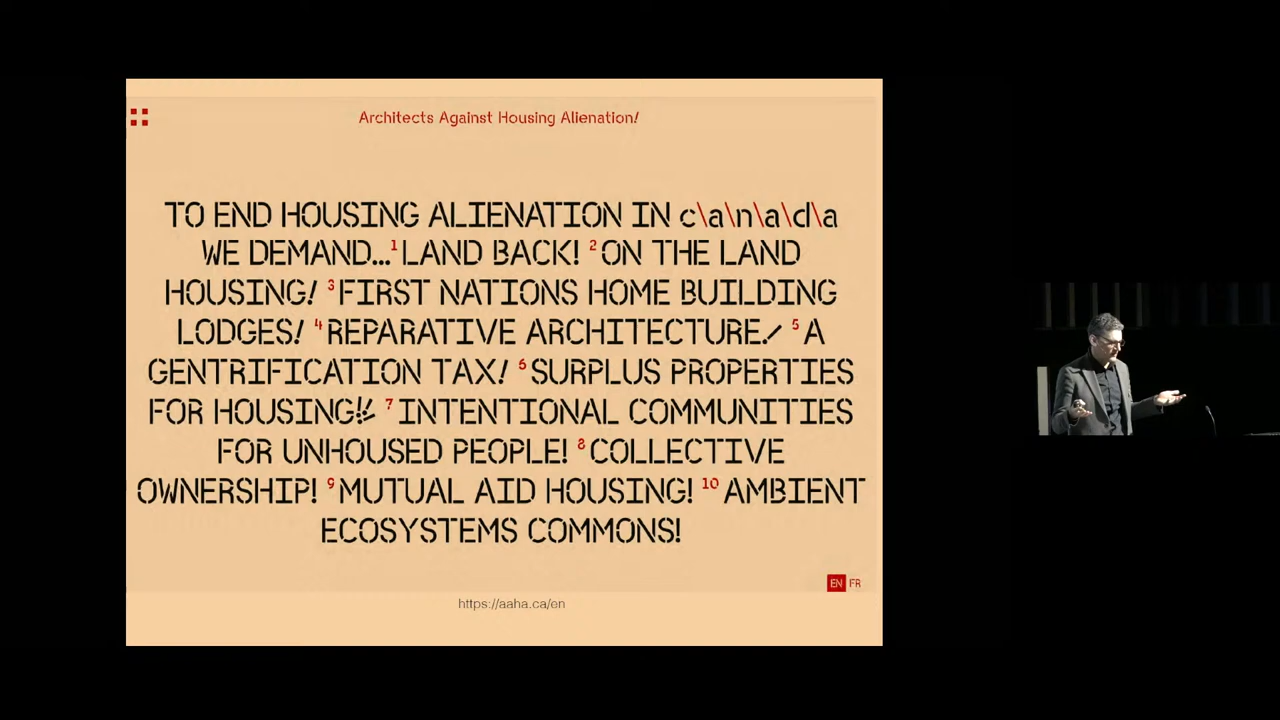 Architects Against Housing Alienation!
TO END HOUSING ALIENATION IN c\a\n\a\d\a
WE DEMAND...¹ LAND BACK! ² ON THE LAND
HOUSING! ³ FIRST NATIONS HOME BUILDING
LODGES! ⁴ REPARATIVE ARCHITECTURE! ⁵ A
GENTRIFICATION TAX! ⁶ SURPLUS PROPERTIES
FOR HOUSING!! ⁷ INTENTIONAL COMMUNITIES
FOR UNHOUSED PEOPLE! ⁸ COLLECTIVE
OWNERSHIP! ⁹ MUTUAL AID HOUSING! ¹⁰ AMBIENT
ECOSYSTEMS COMMONS!
EN FR
https://aaha.ca/en